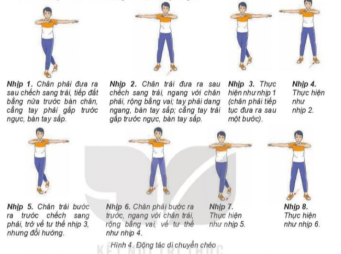 Nhịp 1. Chân phải đưa ra
sau chếch sang trái, tiếp đất
bằng nửa trước bàn chân,
cẳng tay phải gập trước
ngực, bàn tay sấp.
Nhịp 2. Chân trái đưa ra sau
chếch sang trái, ngang với chân
phải, rộng bằng vai; tay phải dang
ngang, bàn tay sấp; cẳng tay trái
gấp trước ngực, bàn tay sấp.
Nhịp 3. Thực
hiện như nhịp 1
(chân phải tiếp
tục đưa ra sau
một bước).
Nhịp 4.
Thực hiện
như
nhịp 2.
Nhịp 5. Chân trái bước
ra trước chếch sang
phải, trở về tư thế nhịp 3,
nhưng đổi hướng.
Nhịp 6. Chân phải bước ra
trước, ngang với chân trái,
rộng bằng vai, về tư thế
như nhịp 4.
Nhịp 7.
Thực hiện
như nhịp 5.
Nhịp 8.
Thực hiện
như nhịp 6.
Hình 4. Động tác di chuyển chéo